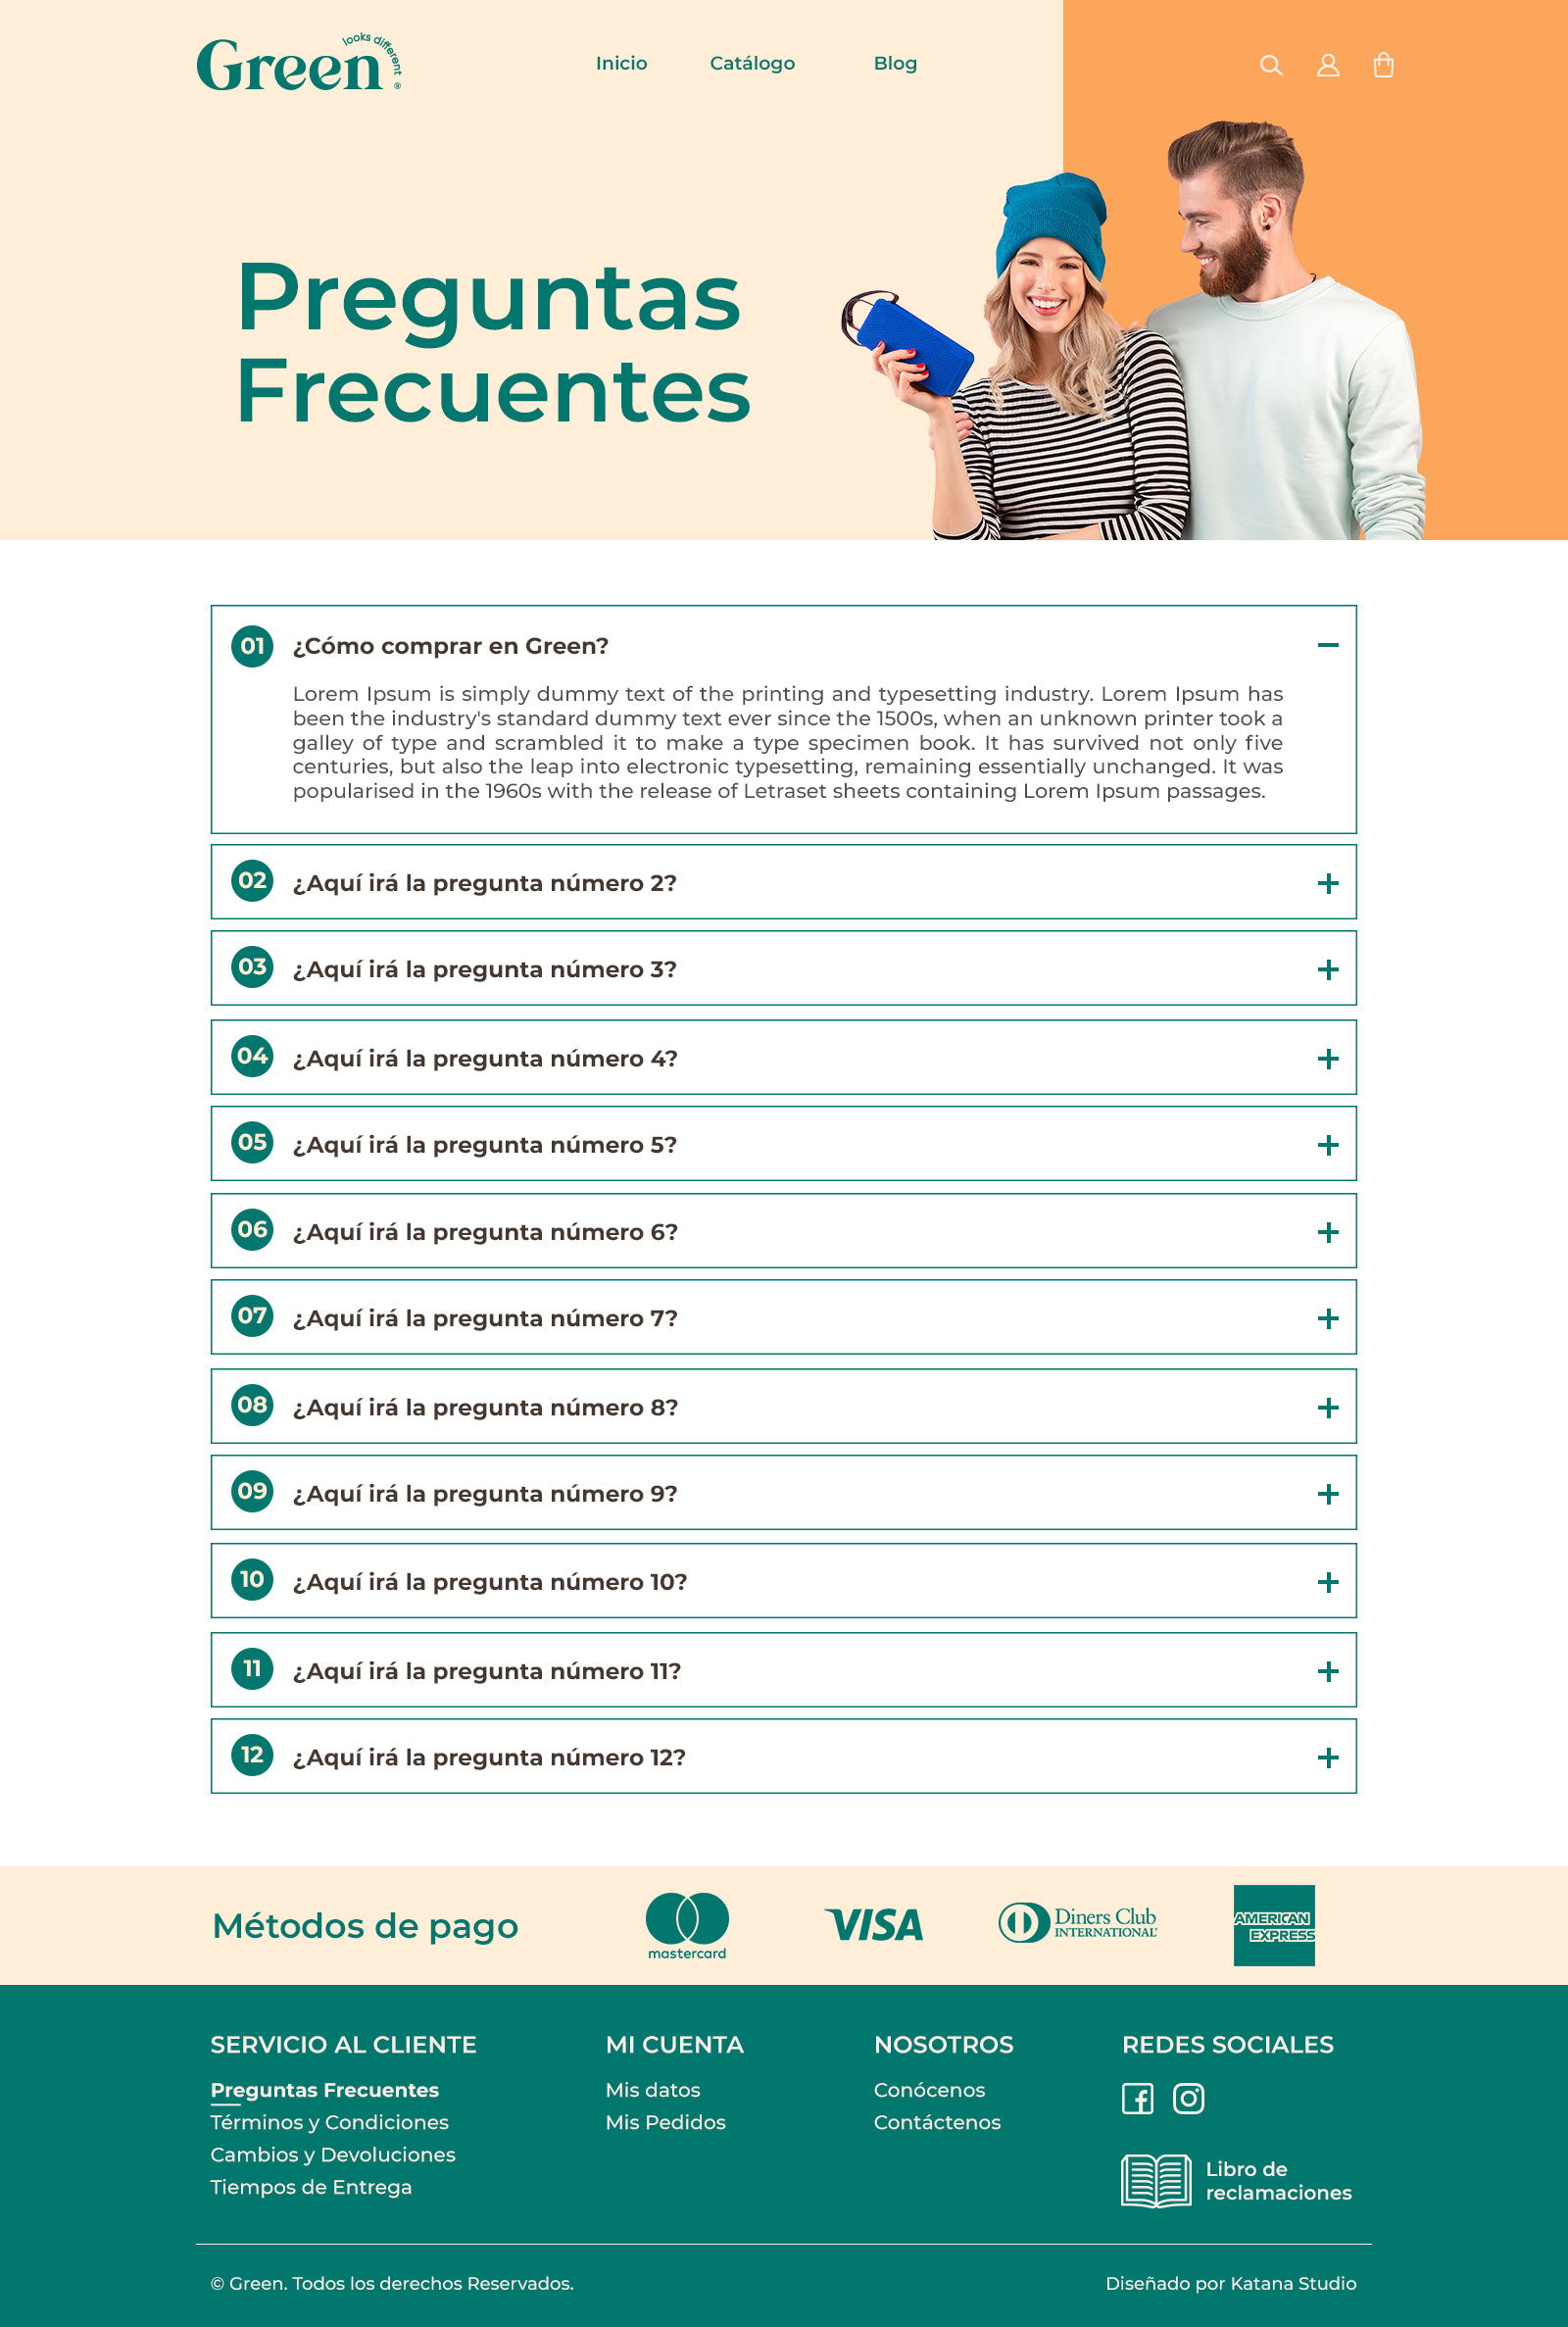 Green
looks different
®
Inicio
Catálogo
Blog
Preguntas
Frecuentes
01
¿Cómo comprar en Green?
Lorem Ipsum is simply dummy text of the printing and typesetting industry. Lorem Ipsum has
been the industry's standard dummy text ever since the 1500s, when an unknown printer took a
galley of type and scrambled it to make a type specimen book. It has survived not only five
centuries, but also the leap into electronic typesetting, remaining essentially unchanged. It was
popularised in the 1960s with the release of Letraset sheets containing Lorem Ipsum passages.
02
¿Aquí irá la pregunta número 2?
03
¿Aquí irá la pregunta número 3?
04
¿Aquí irá la pregunta número 4?
05
¿Aquí irá la pregunta número 5?
06
¿Aquí irá la pregunta número 6?
07
¿Aquí irá la pregunta número 7?
08
¿Aquí irá la pregunta número 8?
09
¿Aquí irá la pregunta número 9?
10
¿Aquí irá la pregunta número 10?
11
¿Aquí irá la pregunta número 11?
12
¿Aquí irá la pregunta número 12?
Métodos de pago
mastercard
VISA
Diners Club
INTERNATIONAL
AMERICAN
EXPRESS
SERVICIO AL CLIENTE
Preguntas Frecuentes
Términos y Condiciones
Cambios y Devoluciones
Tiempos de Entrega
MI CUENTA
Mis datos
Mis Pedidos
NOSOTROS
Conócenos
Contáctenos
REDES SOCIALES
Libro de
reclamaciones
© Green. Todos los derechos Reservados.
Diseñado por Katana Studio